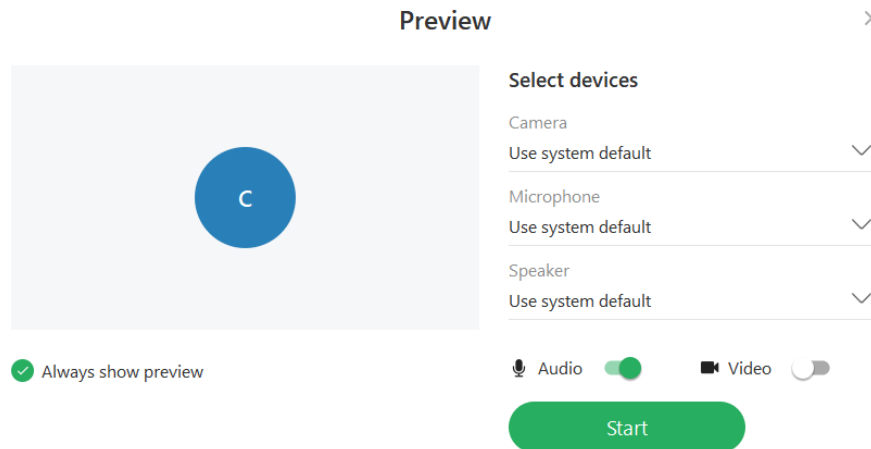 Preview
C
Always show preview
Select devices
Camera
Use system default
Microphone
Use system default
Speaker
Use system default
Audio
Video
Start